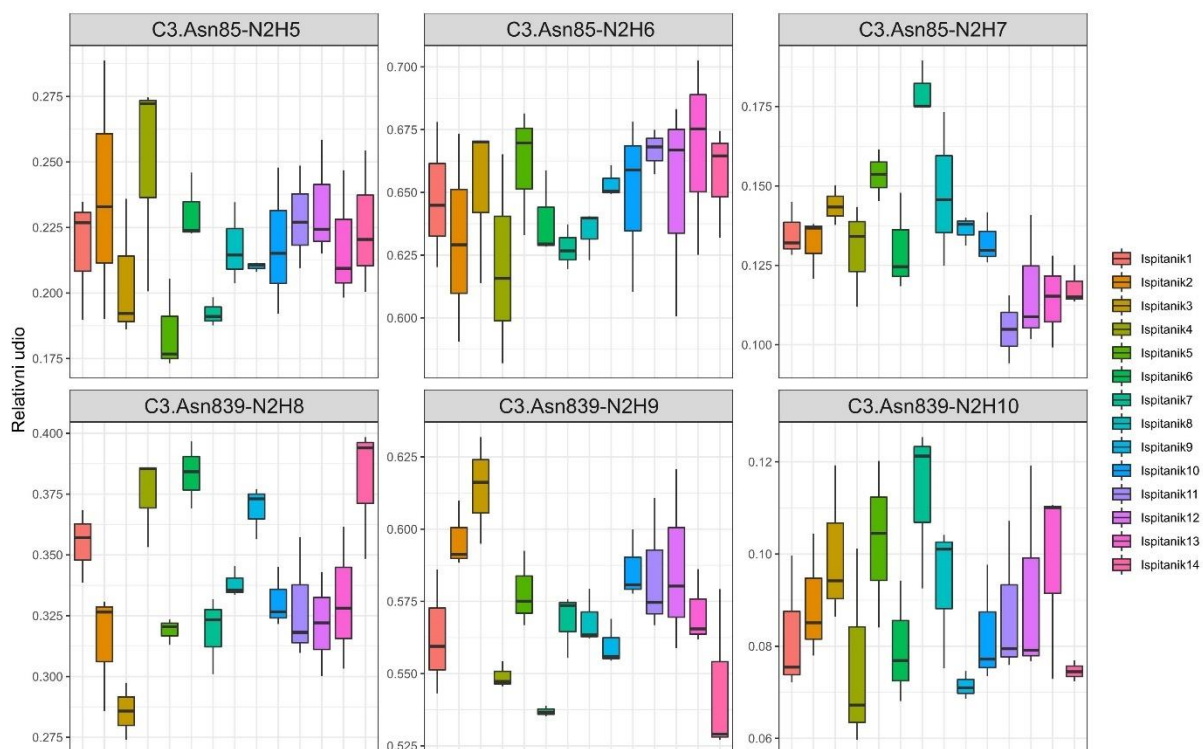 C3.Asn85-N2H5
C3.Asn85-N2H6
C3.Asn85-N2H7
0.275
0.250
0.225
0.200
0.175
0.700
0.675
0.650
0.625
0.600
0.175
0.150
0.125
0.100
Relativni udio
C3.Asn839-N2H8
C3.Asn839-N2H9
C3.Asn839-N2H10
0.400
0.375
0.350
0.325
0.300
0.275
0.625
0.600
0.575
0.550
0.525
0.12
0.10
0.08
0.06
Ispitanik1
Ispitanik2
Ispitanik3
Ispitanik4
Ispitanik5
Ispitanik6
Ispitanik7
Ispitanik8
Ispitanik9
Ispitanik10
Ispitanik11
Ispitanik12
Ispitanik13
Ispitanik14